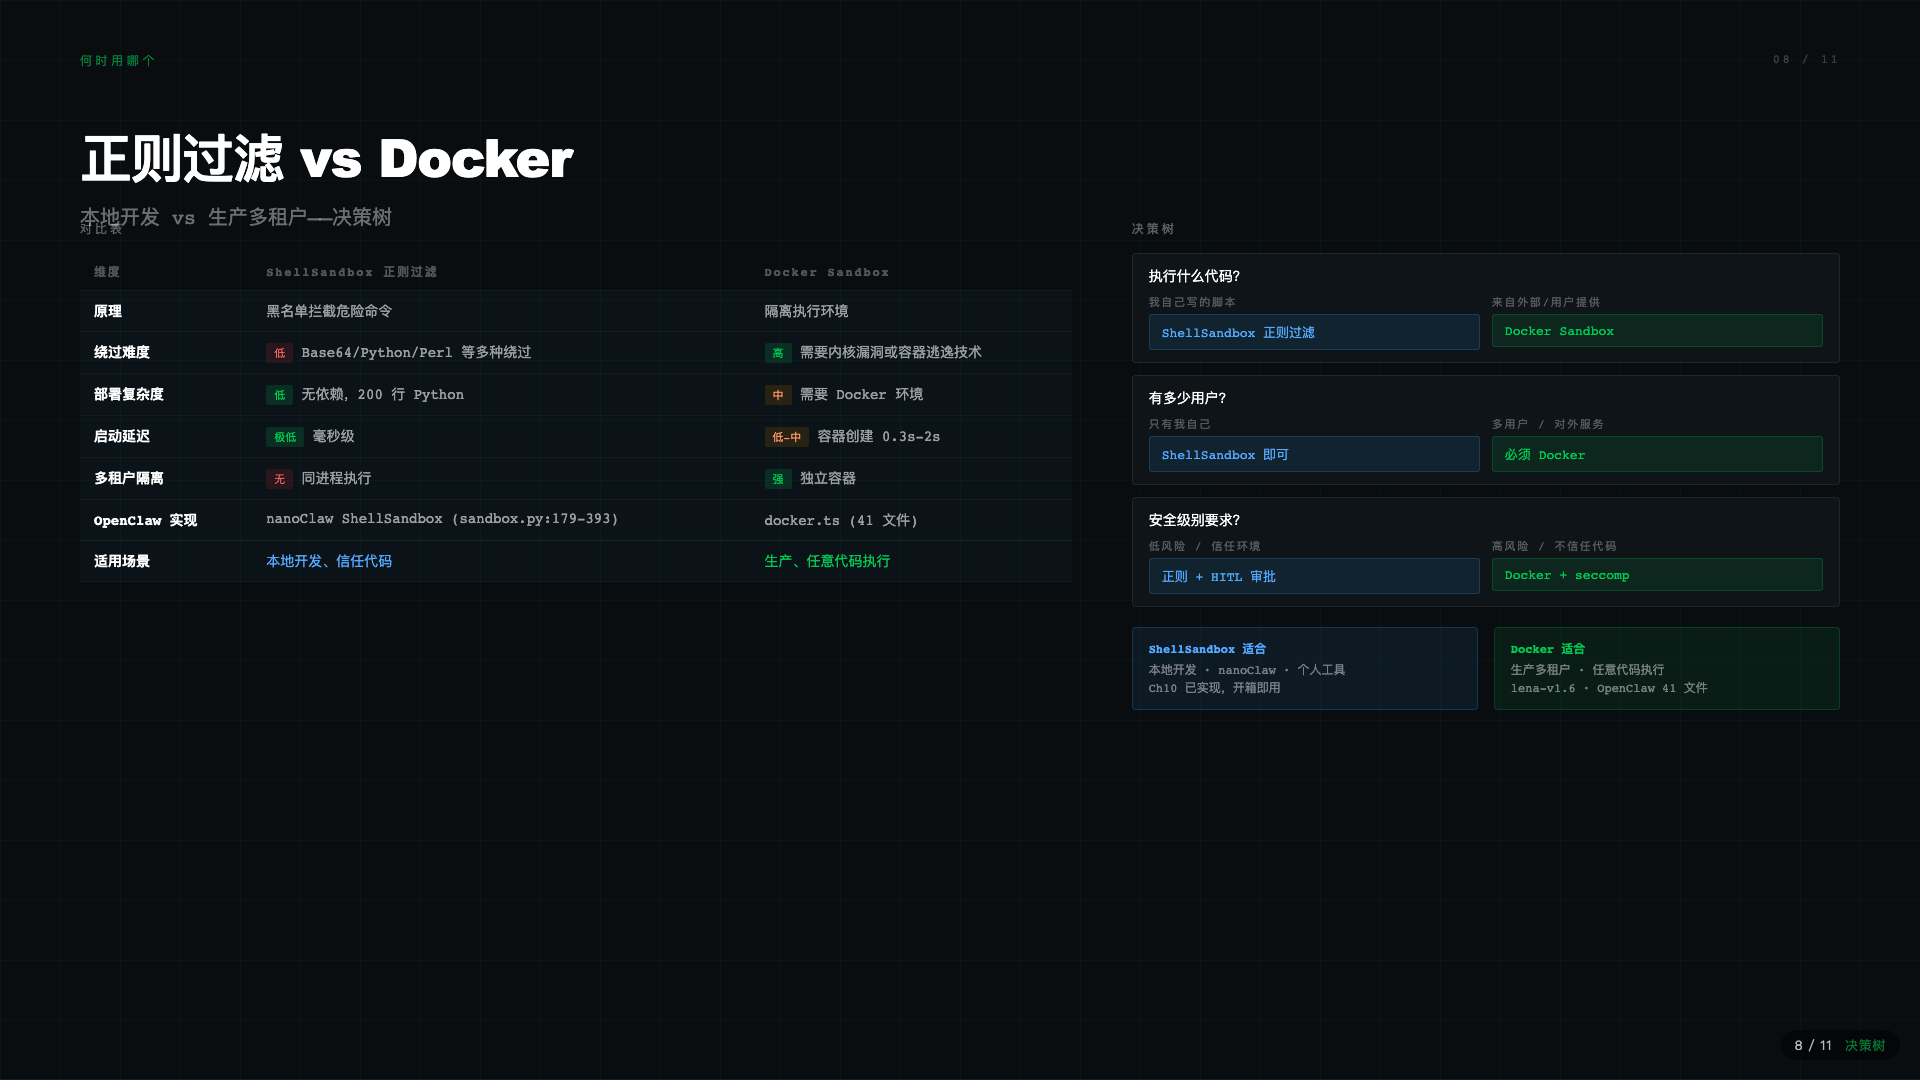 何时用哪个
08 / 11
正则过滤 vs Docker
本地开发 vs 生产多租户——决策树
对比表
维度 ShellSandbox 正则过滤 Docker Sandbox
原理 黑名单拦截危险命令 隔离执行环境
绕过难度 低 Base64/Python/Perl 等多种绕过 高 需要内核漏洞或容器逃逸技术
部署复杂度 低 无依赖, 200 行 Python 中 需要 Docker 环境
启动延迟 极低 毫秒级 低-中 容器创建 0.3s-2s
多租户隔离 无 同进程执行 强 独立容器
OpenClaw 实现 nanoClaw ShellSandbox (sandbox.py:179-393) docker.ts (41 文件)
适用场景 本地开发、信任代码 生产、任意代码执行
决策树
执行什么代码?
我自己写的脚本 来自外部/用户提供
ShellSandbox 正则过滤 Docker Sandbox
有多少用户?
只有我自己 多用户 / 对外服务
ShellSandbox 即可 必须 Docker
安全级别要求?
低风险 / 信任环境 高风险 / 不信任代码
正则 + HITL 审批 Docker + seccomp
ShellSandbox 适合
本地开发 · nanoClaw · 个人工具
Ch10 已实现, 开箱即用
Docker 适合
生产多租户 · 任意代码执行
lena-v1.6 · OpenClaw 41 文件
8 / 11 决策树